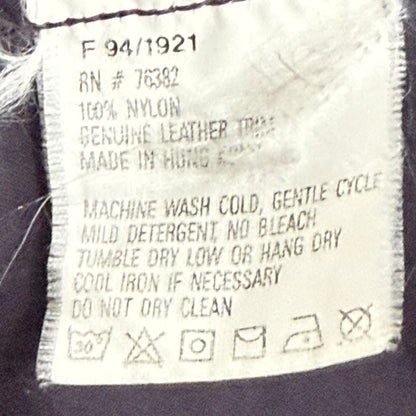 F 94/1921
RN # 76382
100% NYLON
GENUINE LEATHER TRIM
MADE IN HONG
MACHINE WASH COLD, GENTLE CYCLE
MILD DETERGENT, NO BLEACH
TUMBLE DRY LOW OR HANG DRY
COOL IRON IF NECESSARY
DO NOT DRY CLEAN
30°